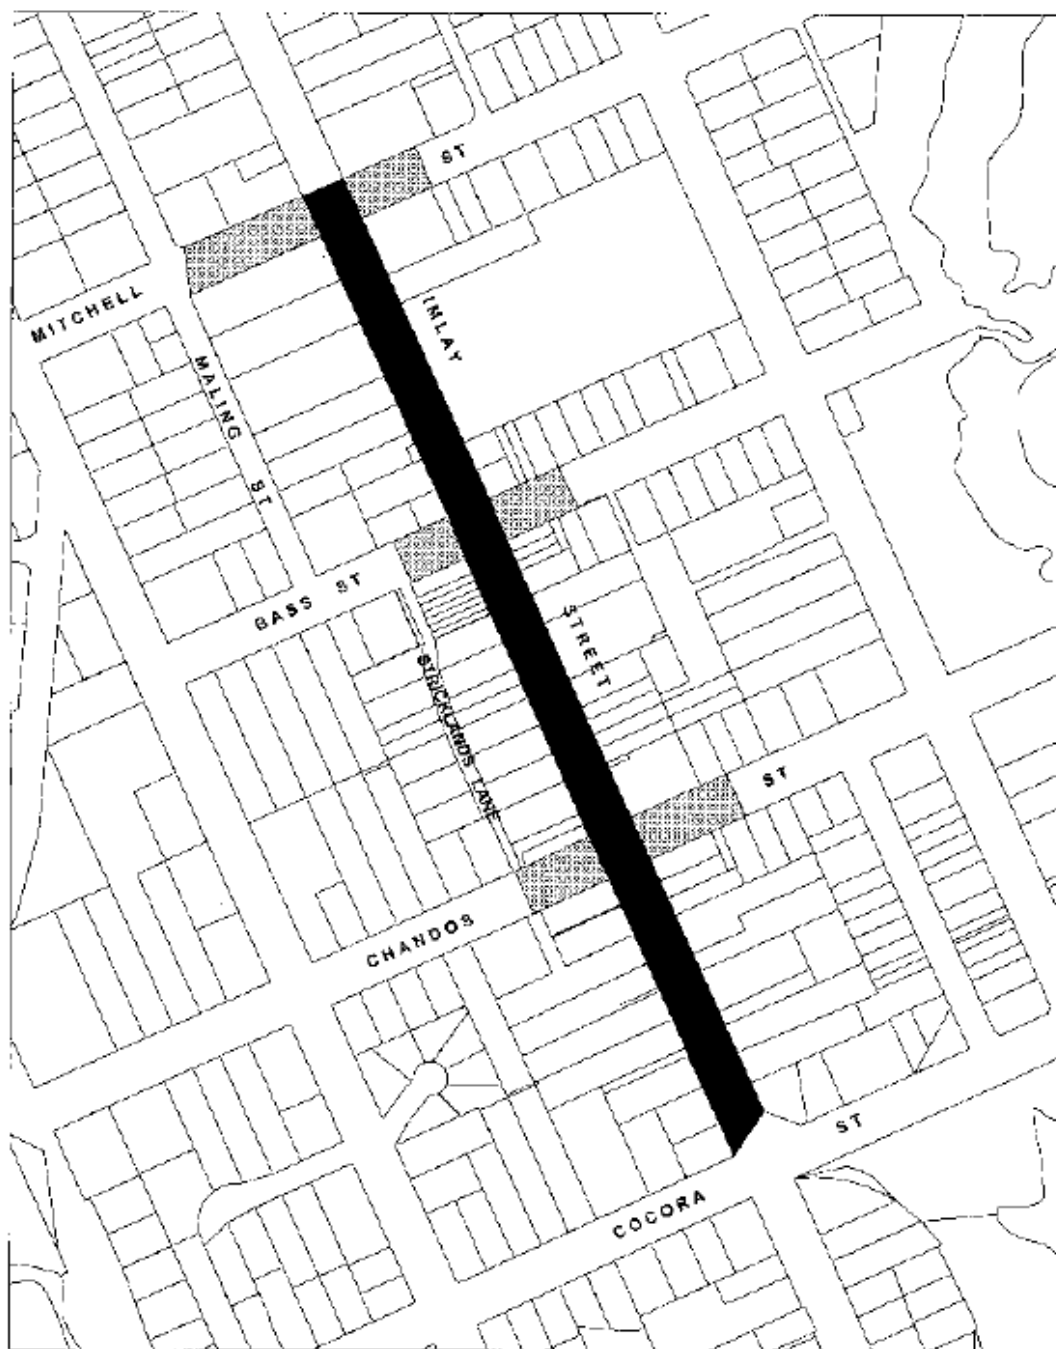 ST
MITCHELL
IMLAY
MALING ST
BASS ST
STREET
STRICKLANDS LANE
ST
CHANDOS
ST
COCORA